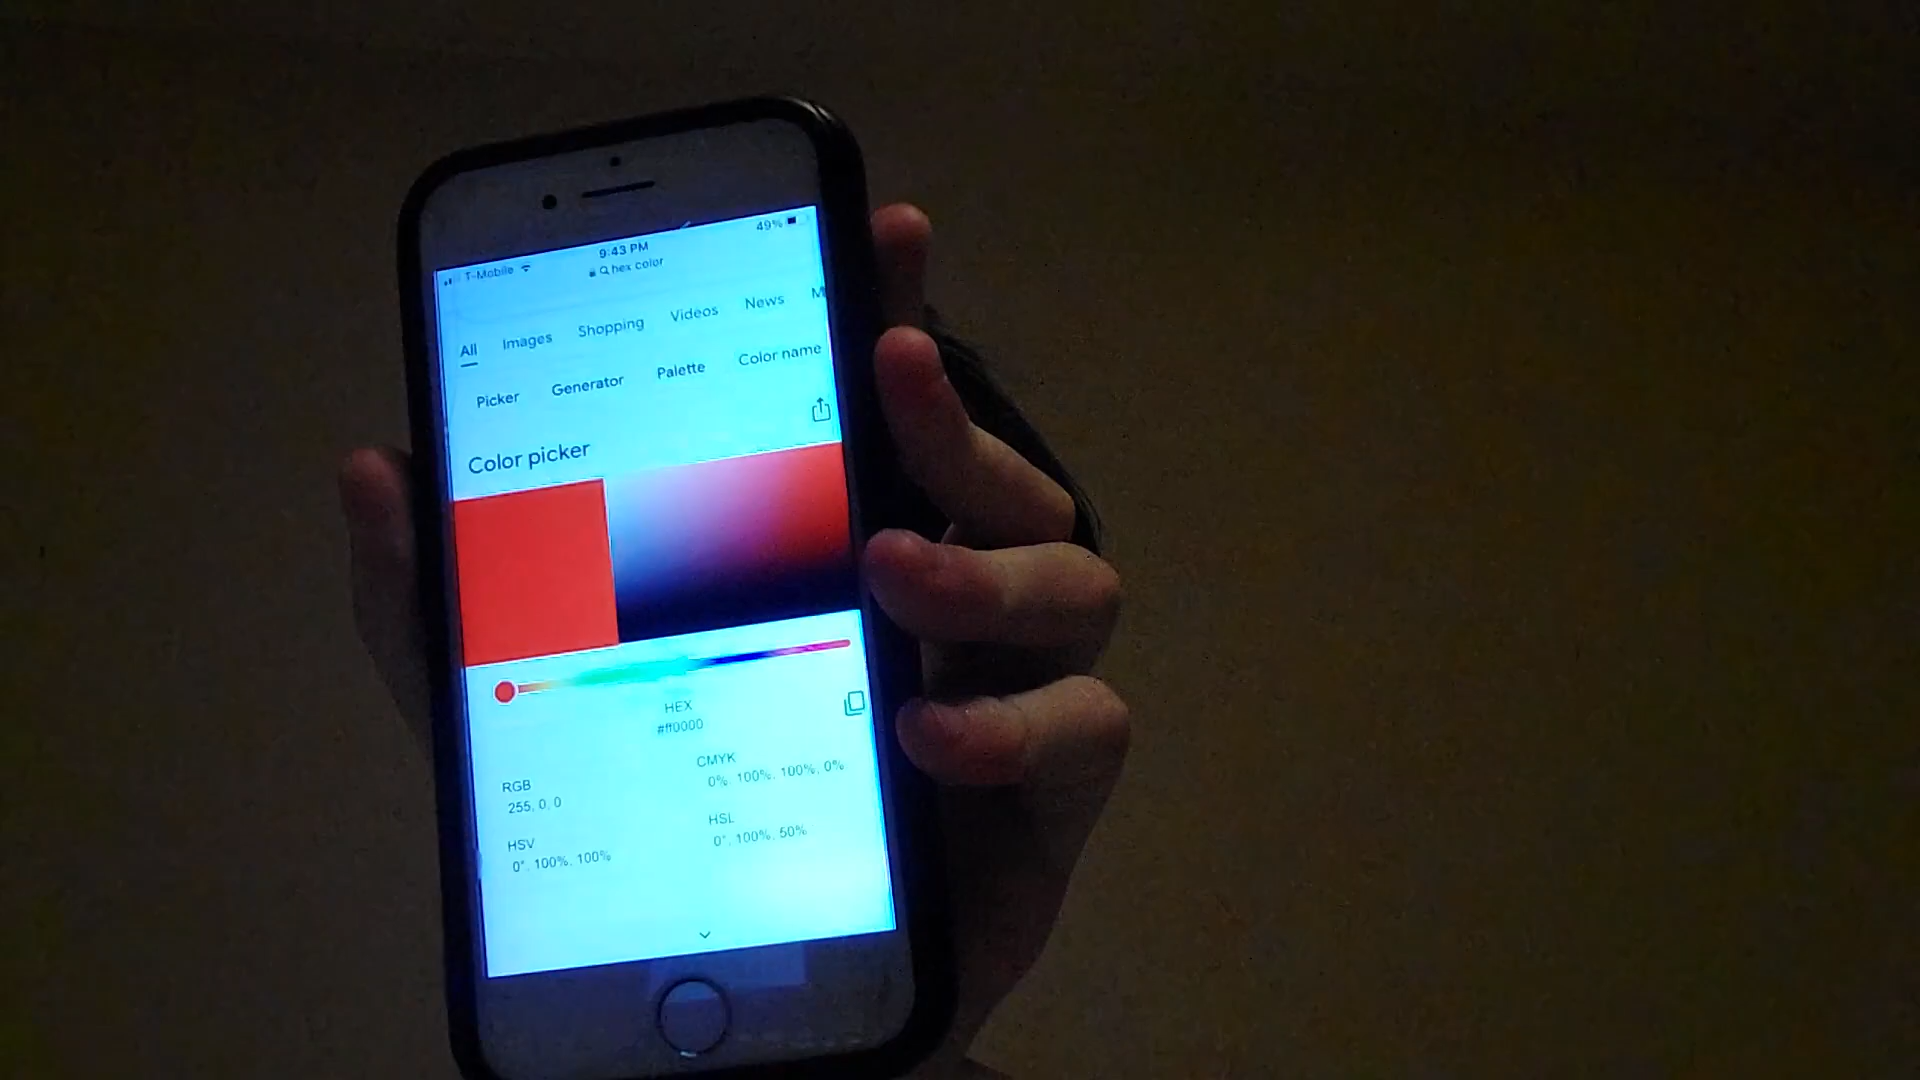 49%
9:43 PM
T-Mobile
hex color
All Images Shopping Videos News M
Picker Generator Palette Color name
Color picker
HEX
#ff0000
CMYK
0%, 100%, 100%, 0%
RGB
255, 0, 0
HSL
0°, 100%, 50%
HSV
0°, 100%, 100%